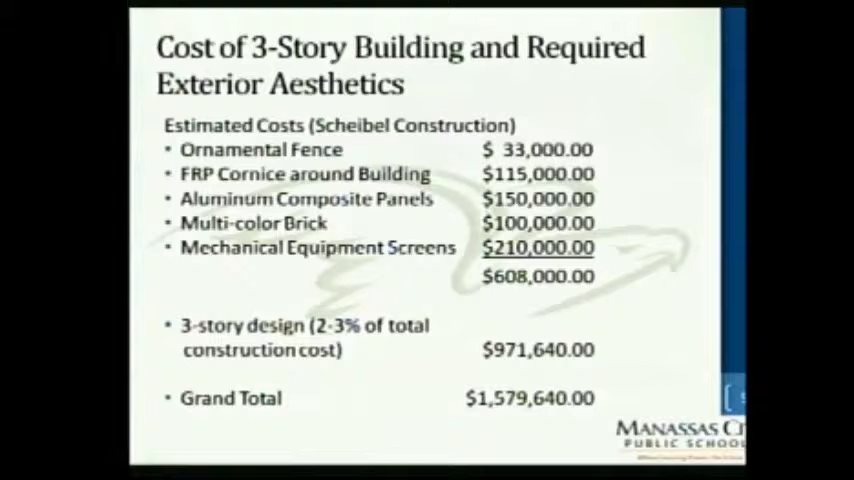 Cost of 3-Story Building and Required
Exterior Aesthetics
Estimated Costs (Scheibel Construction)
• Ornamental Fence $ 33,000.00
• FRP Cornice around Building $115,000.00
• Aluminum Composite Panels $150,000.00
• Multi-color Brick $100,000.00
• Mechanical Equipment Screens $210,000.00
$608,000.00
• 3-story design (2-3% of total
construction cost) $971,640.00
• Grand Total $1,579,640.00
MANASSAS
PUBLIC SCHOOL